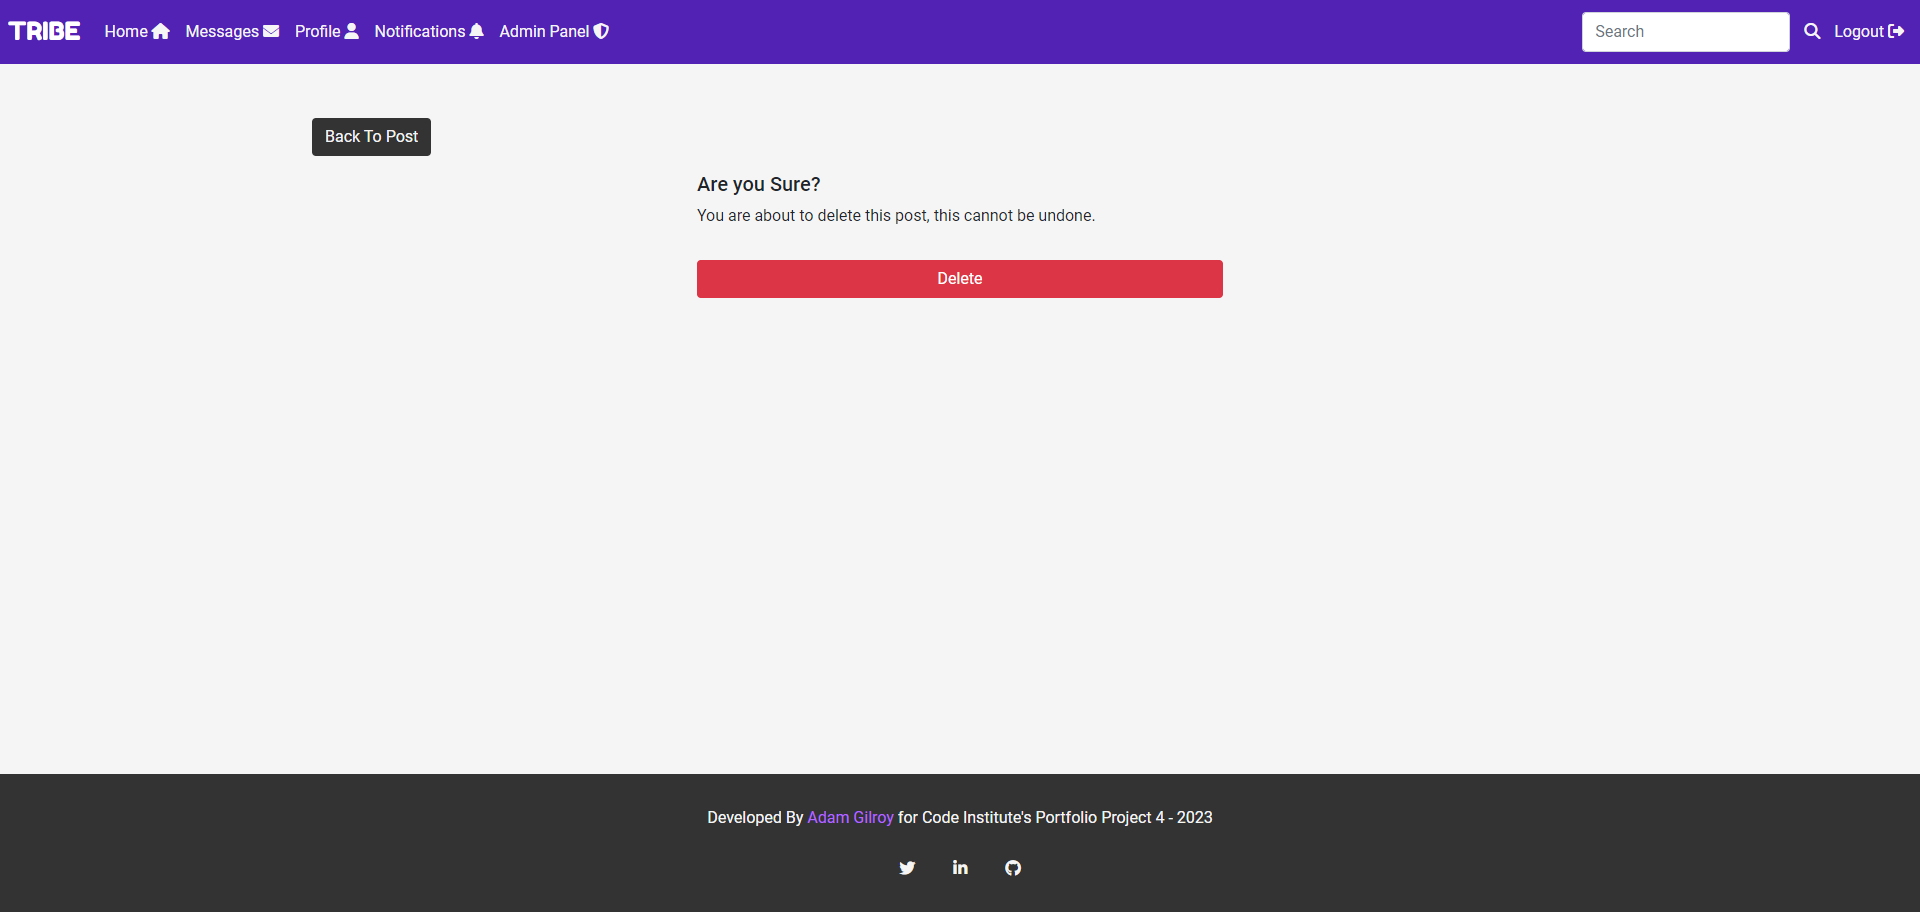 TRIBE Home Messages Profile Notifications Admin Panel Search Logout
Back To Post
Are you Sure?
You are about to delete this post, this cannot be undone.
Delete
Developed By Adam Gilroy for Code Institute's Portfolio Project 4 - 2023